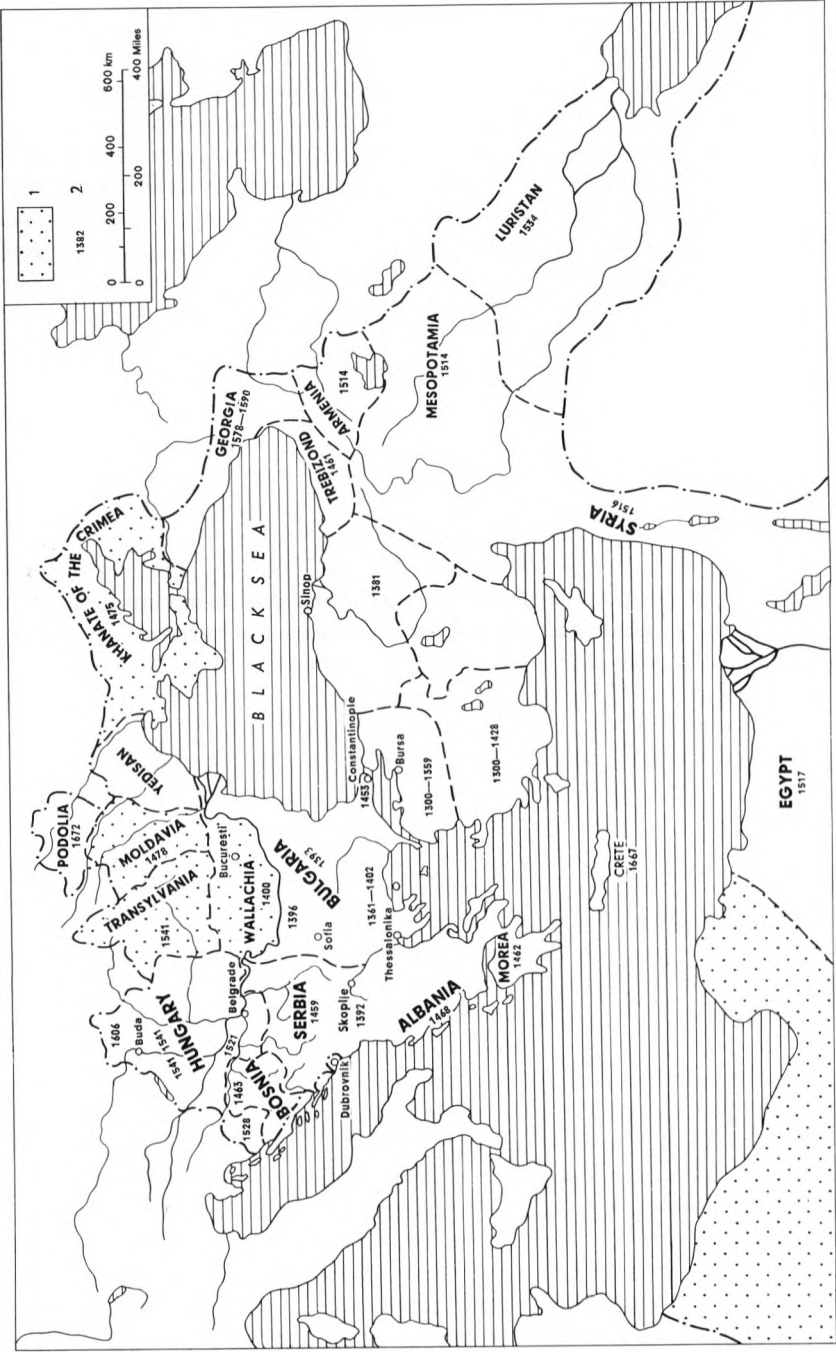 1
1382 2
0 200 400 600 km
0 200 400 Miles
PODOLIA
1672
YEDISAN
MOLDAVIA
1478
TRANSYLVANIA
1541
KHANATE OF THE CRIMEA
1475
1606
Buda
HUNGARY
1541 1541
Bucuresti
WALLACHIA
1400
Belgrade
1521
1463
1528
BOSNIA
SERBIA
1459
1396
BULGARIA
1393
Sofia
Skoplje
1392
Dubrovnik
1361—1402
Thessalonika
ALBANIA
1468
MOREA
1462
BLACK SEA
Constantinople
1453
Bursa
1300—1359
1300—1428
Sinop
1381
GEORGIA
1578—1590
TREBIZOND
1461
ARMENIA
1514
MESOPOTAMIA
1514
LURISTAN
1534
SYRIA
1516
CRETE
1667
EGYPT
1517